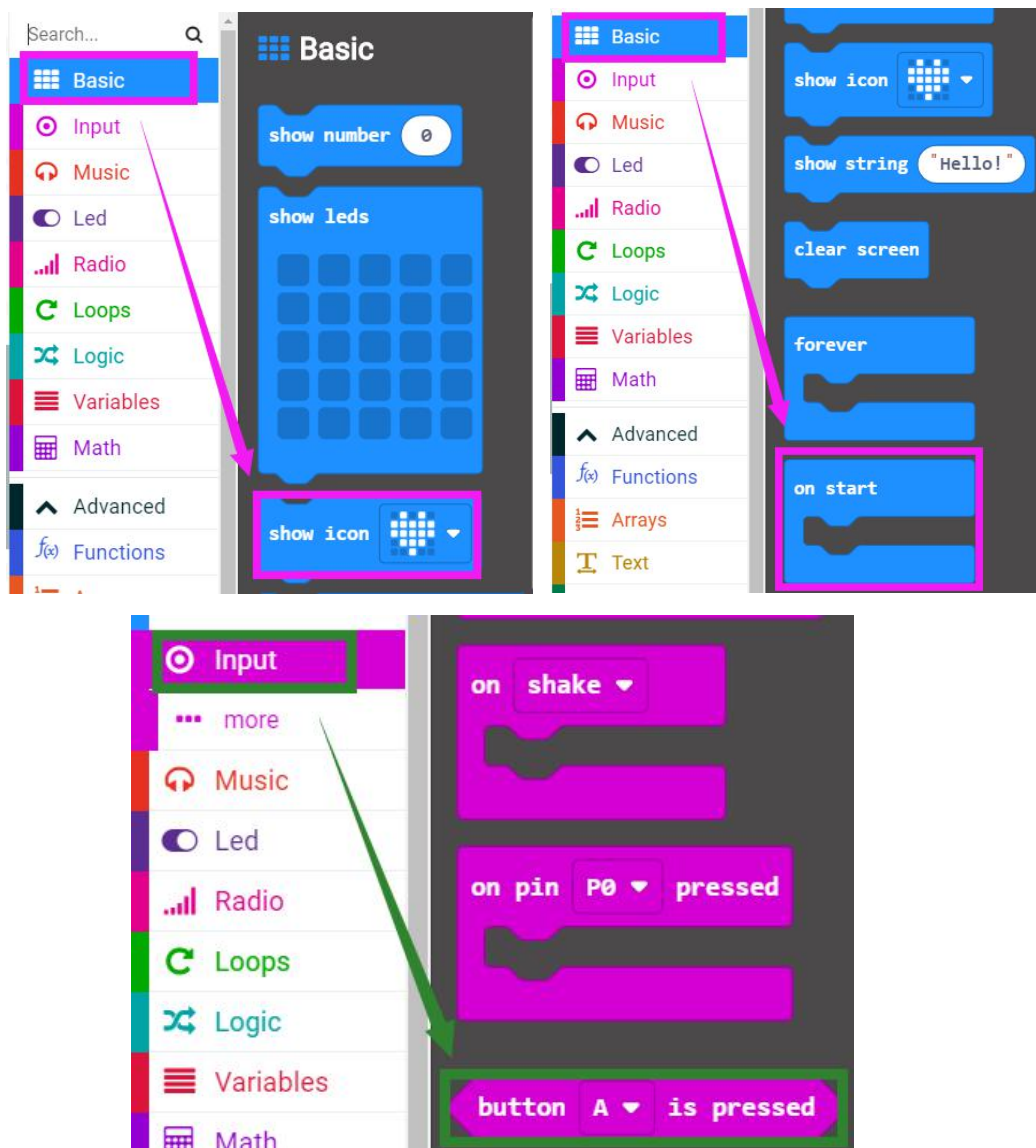 Search...
Basic
Input
Music
Led
Radio
Loops
Logic
Variables
Math
Advanced
f(x) Functions
Basic
show number 0
show leds
show icon
Basic
Input
Music
Led
Radio
Loops
Logic
Variables
Math
Advanced
f(x) Functions
Arrays
Text
show icon
show string "Hello!"
clear screen
forever
on start
Input
more
Music
Led
Radio
Loops
Logic
Variables
Math
on shake
on pin P0 pressed
button A is pressed